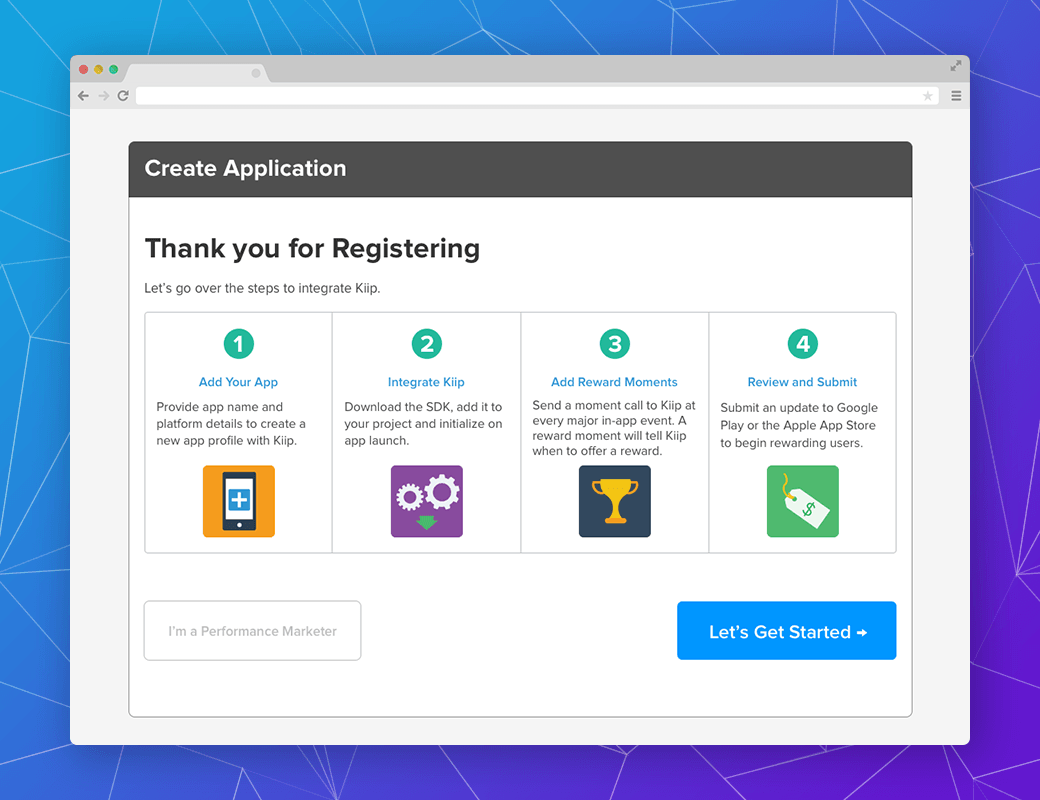 Create Application
Thank you for Registering
Let's go over the steps to integrate Kiip.
1
Add Your App
Provide app name and
platform details to create a
new app profile with Kiip.
2
Integrate Kiip
Download the SDK, add it to
your project and initialize on
app launch.
3
Add Reward Moments
Send a moment call to Kiip at
every major in-app event. A
reward moment will tell Kiip
when to offer a reward.
4
Review and Submit
Submit an update to Google
Play or the Apple App Store
to begin rewarding users.
$
I'm a Performance Marketer
Let's Get Started →